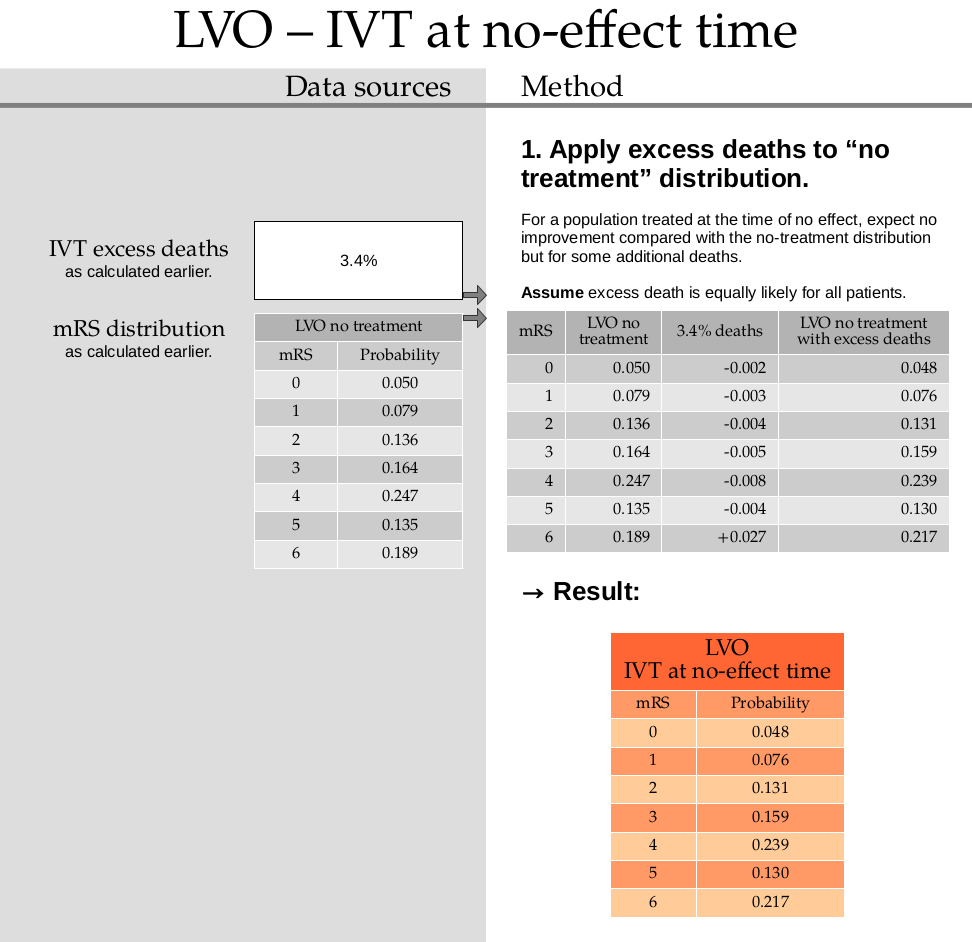 LVO – IVT at no-effect time
Data sources
Method
IVT excess deaths
as calculated earlier.
3.4%
mRS distribution
as calculated earlier.
LVO no treatment
mRS Probability
0 0.050
1 0.079
2 0.136
3 0.164
4 0.247
5 0.135
6 0.189
1. Apply excess deaths to “no
treatment” distribution.
For a population treated at the time of no effect, expect no
improvement compared with the no-treatment distribution
but for some additional deaths.
Assume excess death is equally likely for all patients.
mRS LVO no treatment 3.4% deaths LVO no treatment with excess deaths
0 0.050 -0.002 0.048
1 0.079 -0.003 0.076
2 0.136 -0.004 0.131
3 0.164 -0.005 0.159
4 0.247 -0.008 0.239
5 0.135 -0.004 0.130
6 0.189 +0.027 0.217
→ Result:
LVO
IVT at no-effect time
mRS Probability
0 0.048
1 0.076
2 0.131
3 0.159
4 0.239
5 0.130
6 0.217